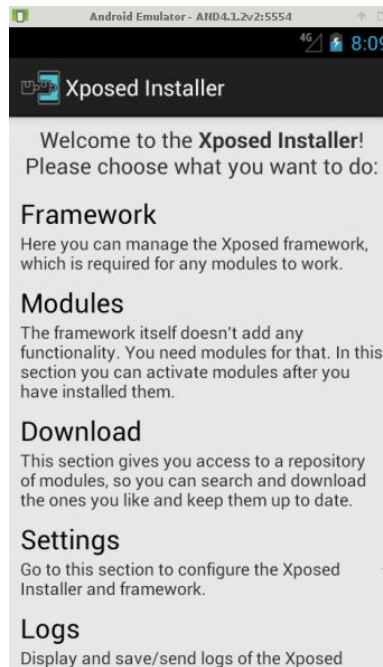 Android Emulator - AND4.1.2v2:5554
4G 8:09
Xposed Installer
Welcome to the Xposed Installer!
Please choose what you want to do:
Framework
Here you can manage the Xposed framework,
which is required for any modules to work.
Modules
The framework itself doesn't add any
functionality. You need modules for that. In this
section you can activate modules after you
have installed them.
Download
This section gives you access to a repository
of modules, so you can search and download
the ones you like and keep them up to date.
Settings
Go to this section to configure the Xposed
Installer and framework.
Logs
Display and save/send logs of the Xposed